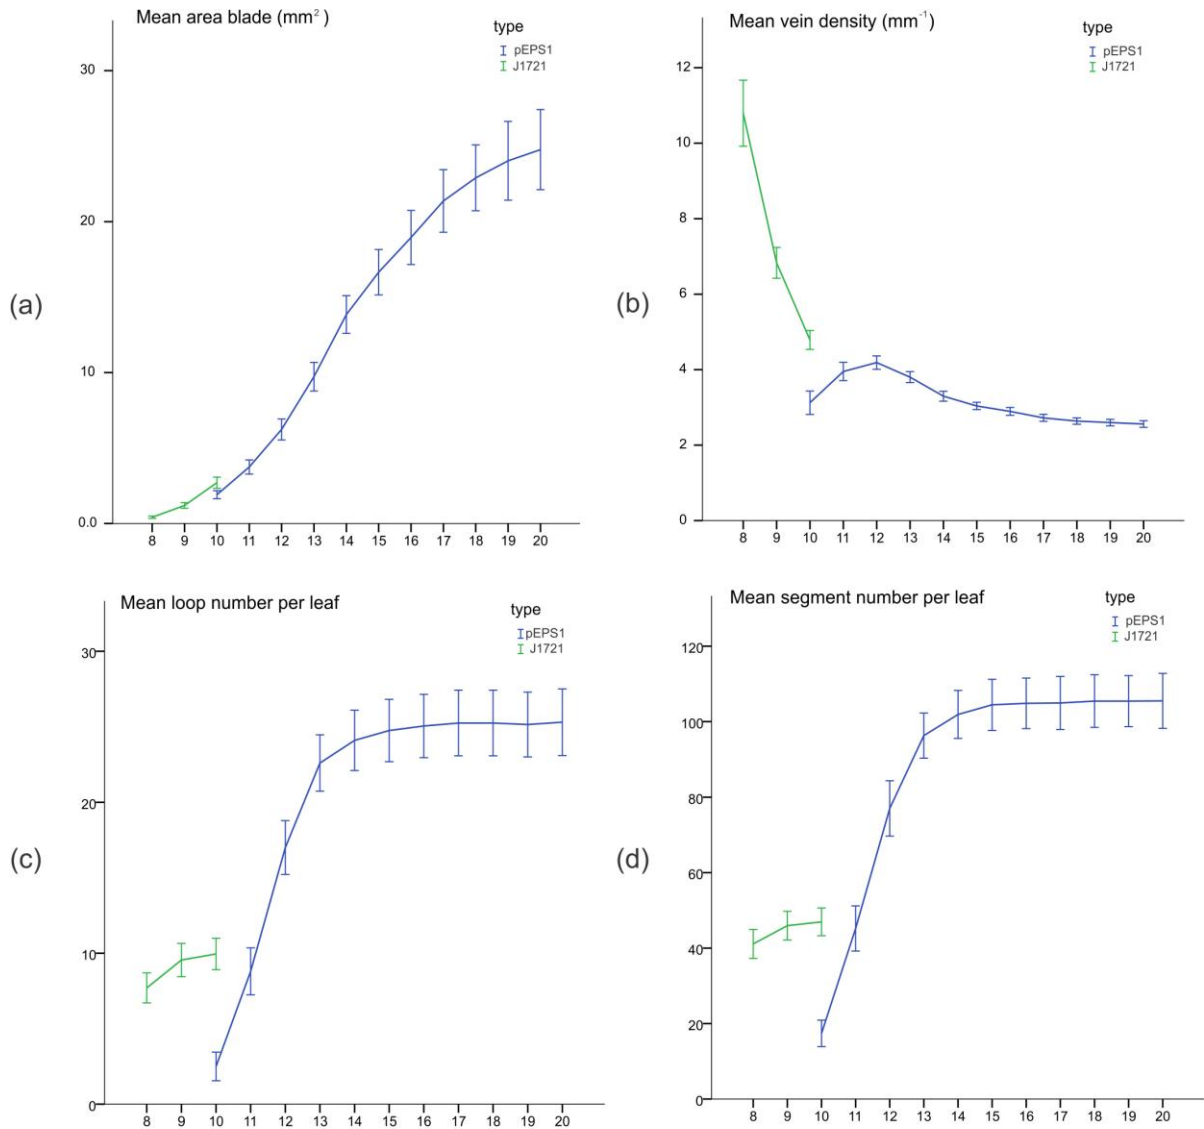 Mean area blade (mm²)
type
pEPS1
J1721
30
20
10
0.0
8 9 10 11 12 13 14 15 16 17 18 19 20
(a)
Mean vein density (mm⁻¹)
type
pEPS1
J1721
12
10
8
6
4
2
0
8 9 10 11 12 13 14 15 16 17 18 19 20
(b)
Mean loop number per leaf
type
pEPS1
J1721
30
20
10
0
8 9 10 11 12 13 14 15 16 17 18 19 20
(c)
Mean segment number per leaf
type
pEPS1
J1721
120
100
80
60
40
20
0
8 9 10 11 12 13 14 15 16 17 18 19 20
(d)